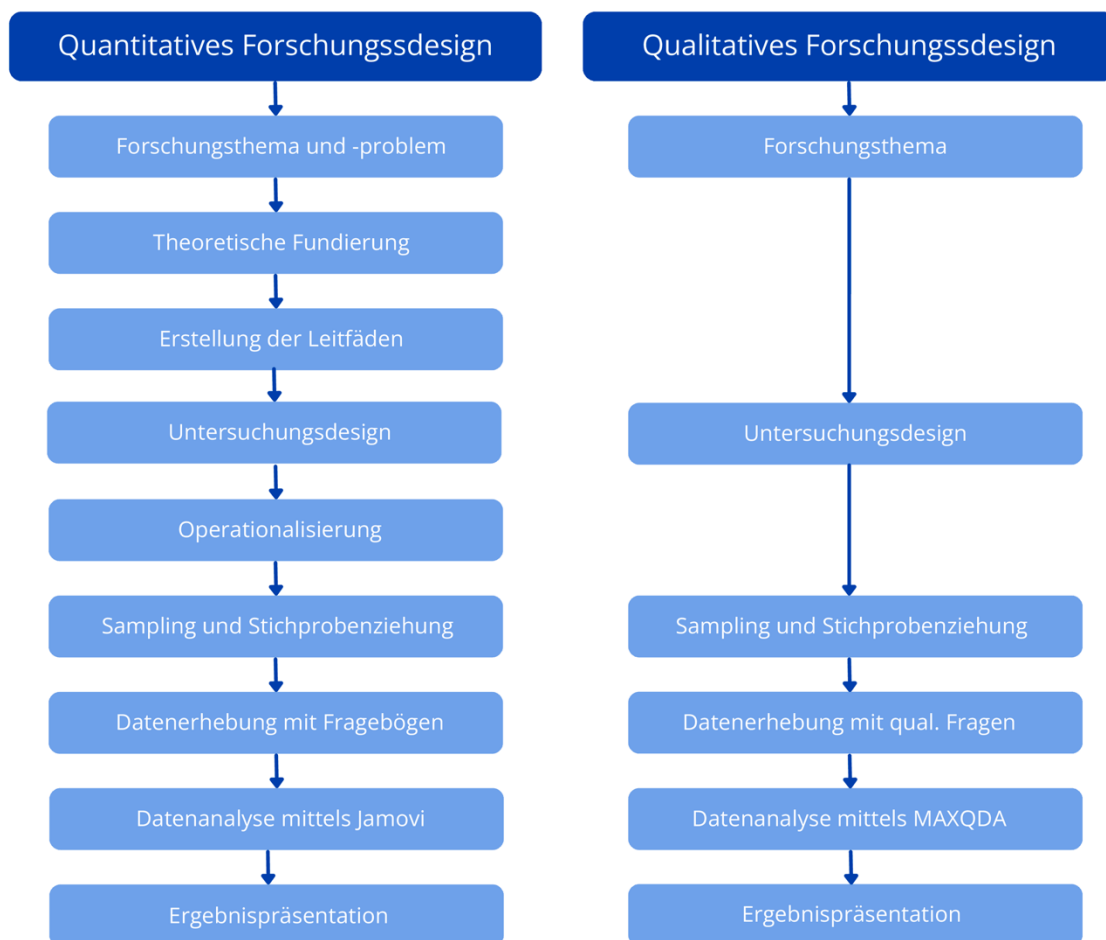 Quantitatives Forschungssdesign
Forschungsthema und -problem
Theoretische Fundierung
Erstellung der Leitfäden
Untersuchungsdesign
Operationalisierung
Sampling und Stichprobenziehung
Datenerhebung mit Fragebögen
Datenanalyse mittels Jamovi
Ergebnispräsentation
Qualitatives Forschungssdesign
Forschungsthema
Untersuchungsdesign
Sampling und Stichprobenziehung
Datenerhebung mit qual. Fragen
Datenanalyse mittels MAXQDA
Ergebnispräsentation